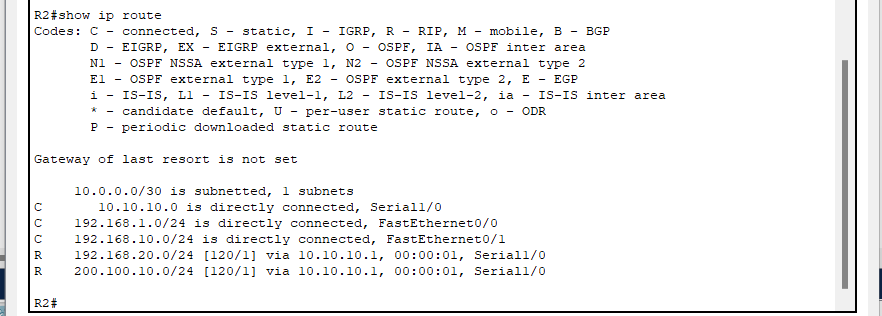 R2#show ip route
Codes: C - connected, S - static, I - IGRP, R - RIP, M - mobile, B - BGP
       D - EIGRP, EX - EIGRP external, O - OSPF, IA - OSPF inter area
       N1 - OSPF NSSA external type 1, N2 - OSPF NSSA external type 2
       E1 - OSPF external type 1, E2 - OSPF external type 2, E - EGP
       i - IS-IS, L1 - IS-IS level-1, L2 - IS-IS level-2, ia - IS-IS inter area
       * - candidate default, U - per-user static route, o - ODR
       P - periodic downloaded static route
Gateway of last resort is not set
     10.0.0.0/30 is subnetted, 1 subnets
C       10.10.10.0 is directly connected, Serial1/0
C    192.168.1.0/24 is directly connected, FastEthernet0/0
C    192.168.10.0/24 is directly connected, FastEthernet0/1
R    192.168.20.0/24 [120/1] via 10.10.10.1, 00:00:01, Serial1/0
R    200.100.10.0/24 [120/1] via 10.10.10.1, 00:00:01, Serial1/0
R2#